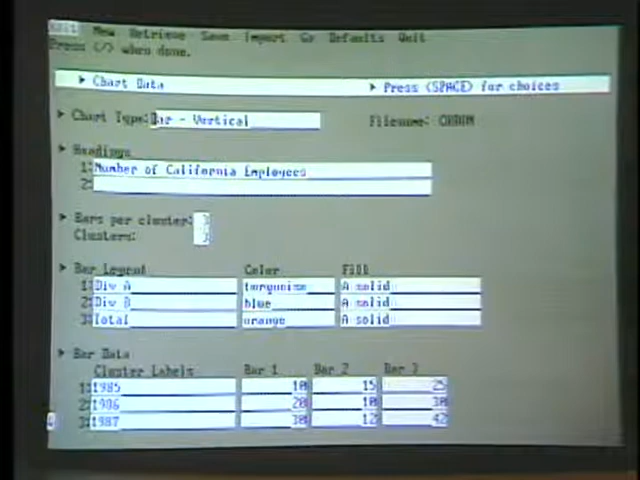 Edit New Retrieve Save Import Go Defaults Quit
Press </> when done.
Chart Data Press <SPACE> for choices
Chart Type: Bar - Vertical Filename:
Headings
1: Number of California Employees
2:
Bars per cluster: 3
Clusters: 3
Bar Legend Color Fill
1: Div A turquoise A solid
2: Div B blue A solid
3: Total orange A solid
Bar Data
Cluster Labels Bar 1 Bar 2 Bar 3
1: 1985 10 15 25
2: 1986 20 10 30
3: 1987 30 12 42